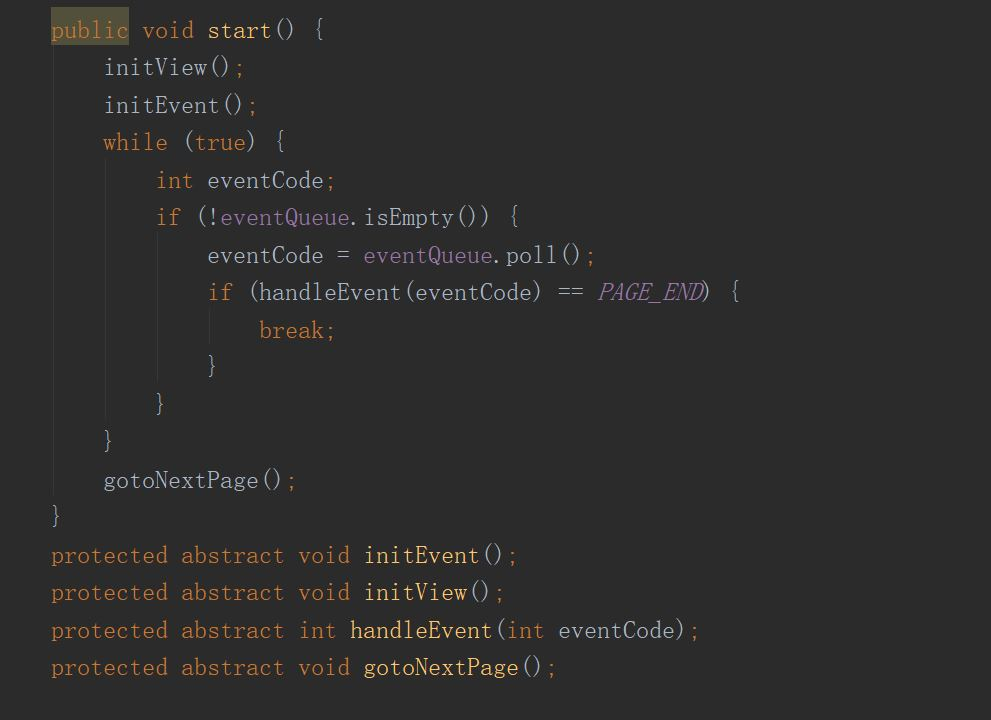 public void start() {
    initView();
    initEvent();
    while (true) {
        int eventCode;
        if (!eventQueue.isEmpty()) {
            eventCode = eventQueue.poll();
            if (handleEvent(eventCode) == PAGE_END) {
                break;
            }
        }
    }
    gotoNextPage();
}
protected abstract void initEvent();
protected abstract void initView();
protected abstract int handleEvent(int eventCode);
protected abstract void gotoNextPage();